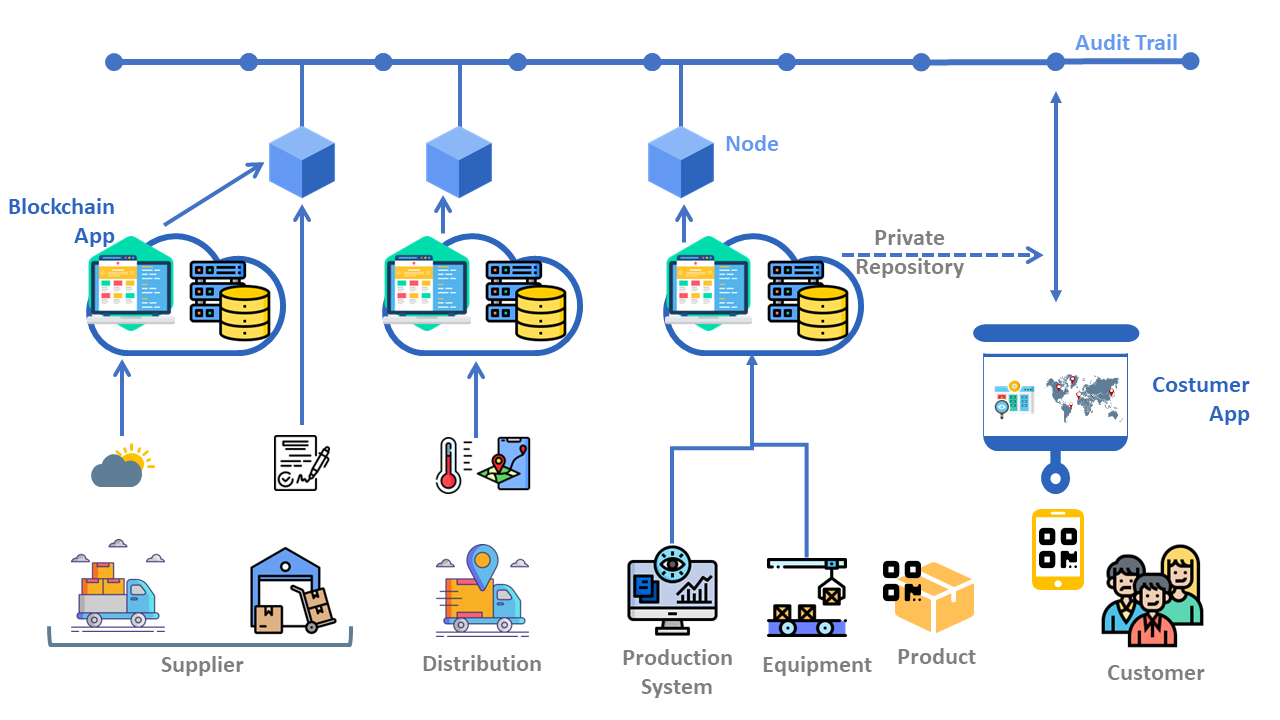 Audit Trail
Node
Blockchain
App
Private
Repository
Costumer
App
Supplier
Distribution
Production
System
Equipment
Product
Customer